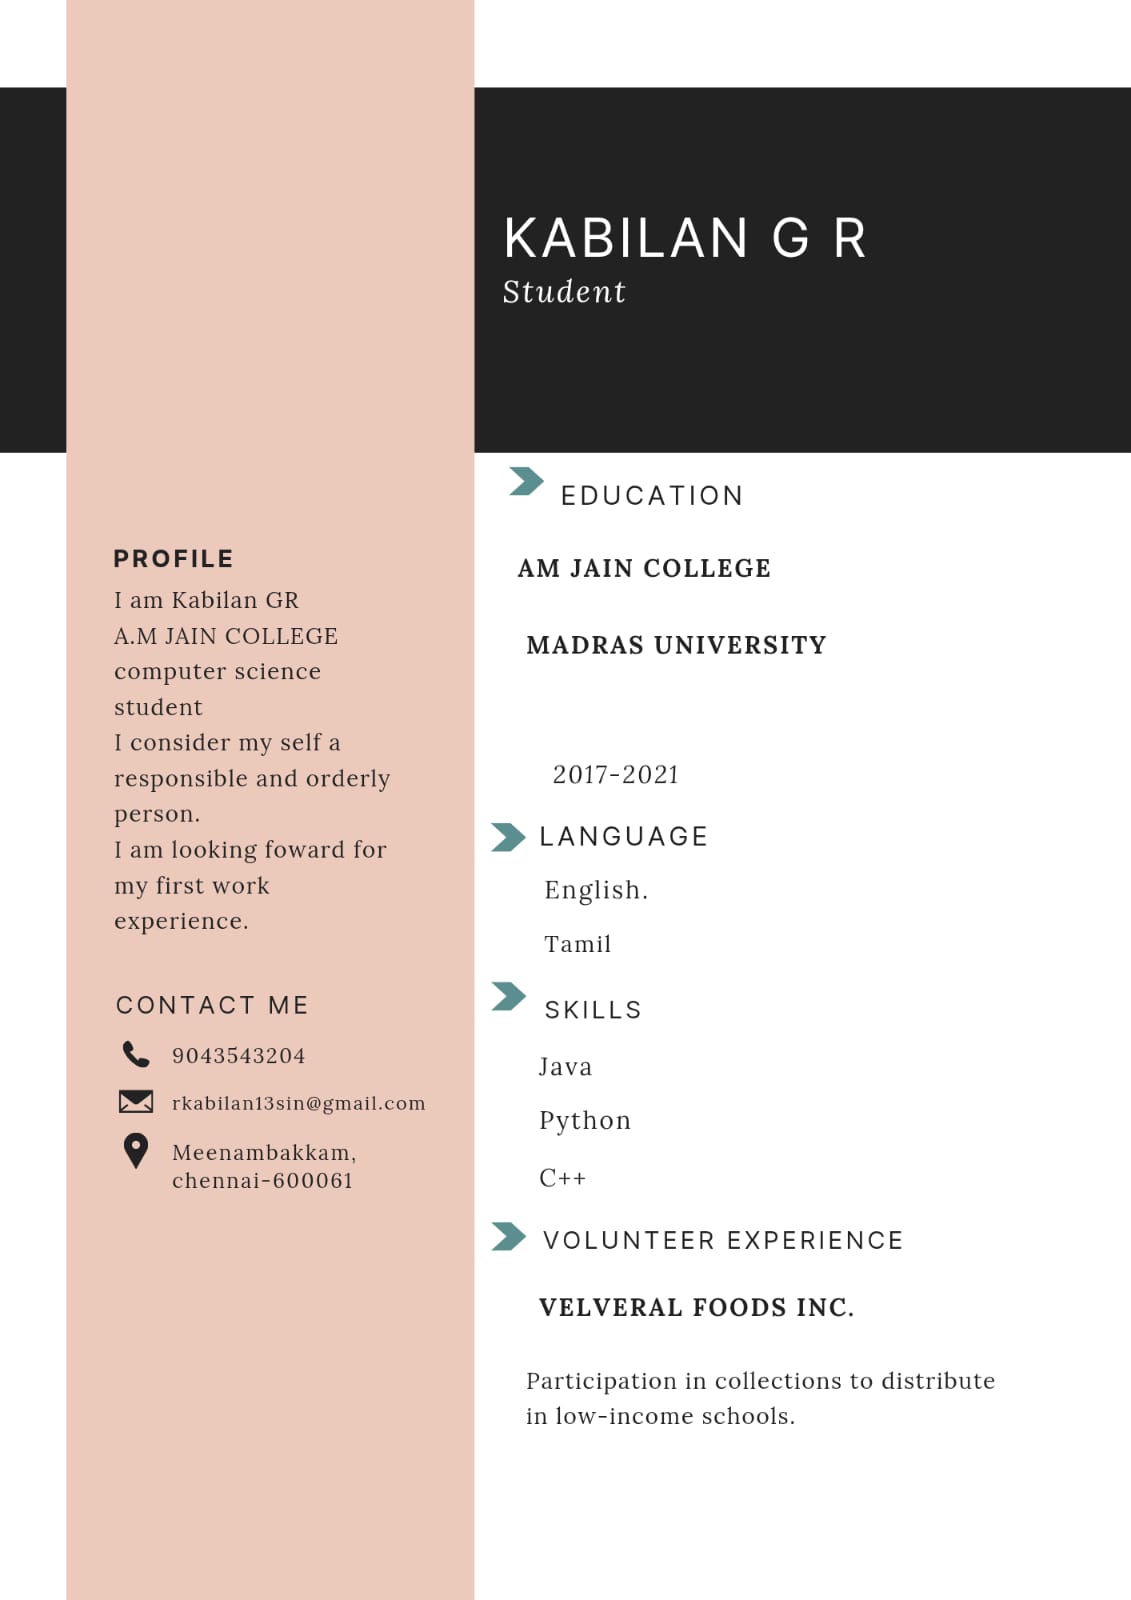 KABILAN G R
Student
PROFILE
I am Kabilan GR
A.M JAIN COLLEGE
computer science
student
I consider my self a
responsible and orderly
person.
I am looking foward for
my first work
experience.
CONTACT ME
9043543204
rkabilan13sin@gmail.com
Meenambakkam,
chennai-600061
EDUCATION
AM JAIN COLLEGE
MADRAS UNIVERSITY
2017-2021
LANGUAGE
English.
Tamil
SKILLS
Java
Python
C++
VOLUNTEER EXPERIENCE
VELVERAL FOODS INC.
Participation in collections to distribute
in low-income schools.